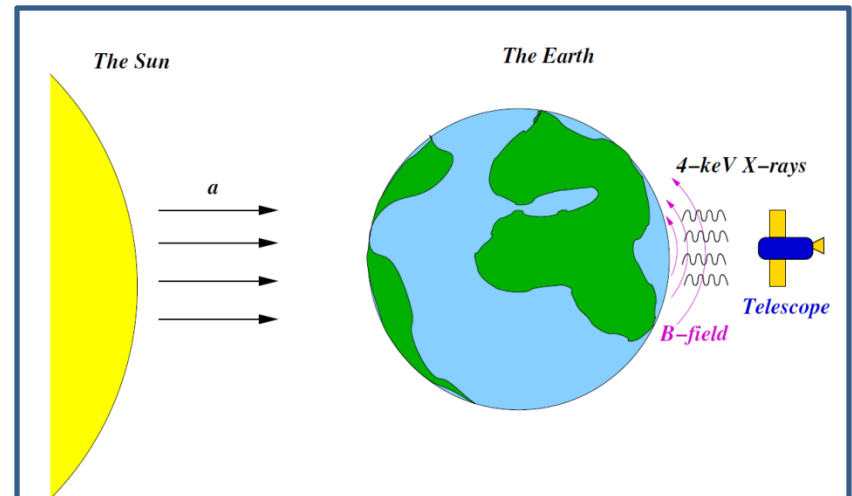 The Sun
The Earth
a
4-keV X-rays
B-field
Telescope